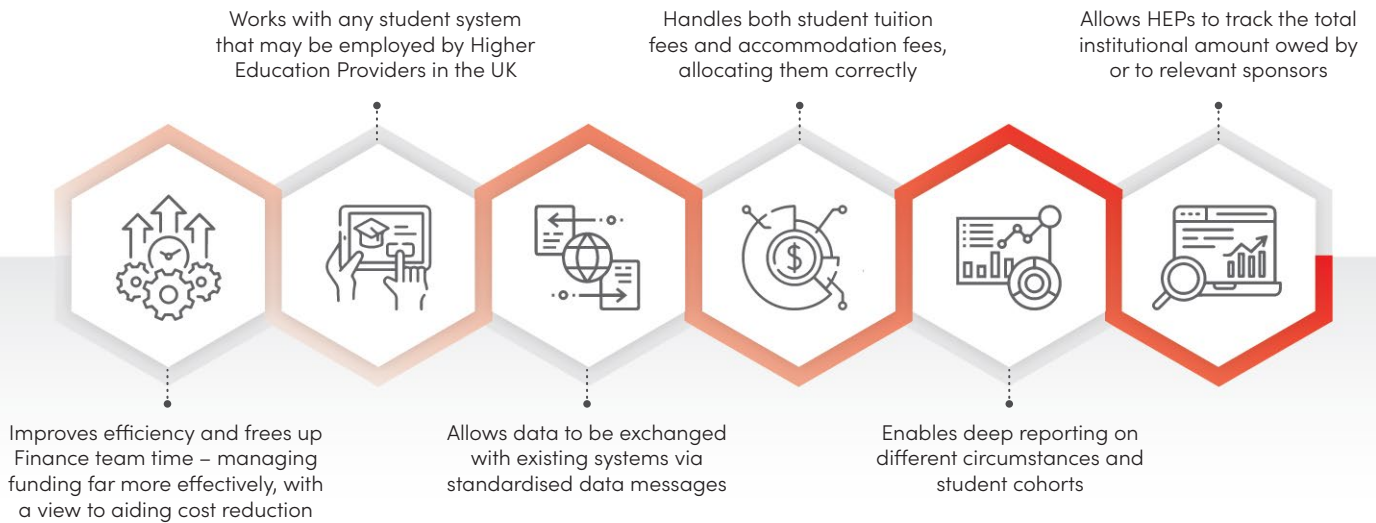 Works with any student system
that may be employed by Higher
Education Providers in the UK
Handles both student tuition
fees and accommodation fees,
allocating them correctly
Allows HEPs to track the total
institutional amount owed by
or to relevant sponsors
$
Improves efficiency and frees up
Finance team time – managing
funding far more effectively, with
a view to aiding cost reduction
Allows data to be exchanged
with existing systems via
standardised data messages
Enables deep reporting on
different circumstances and
student cohorts